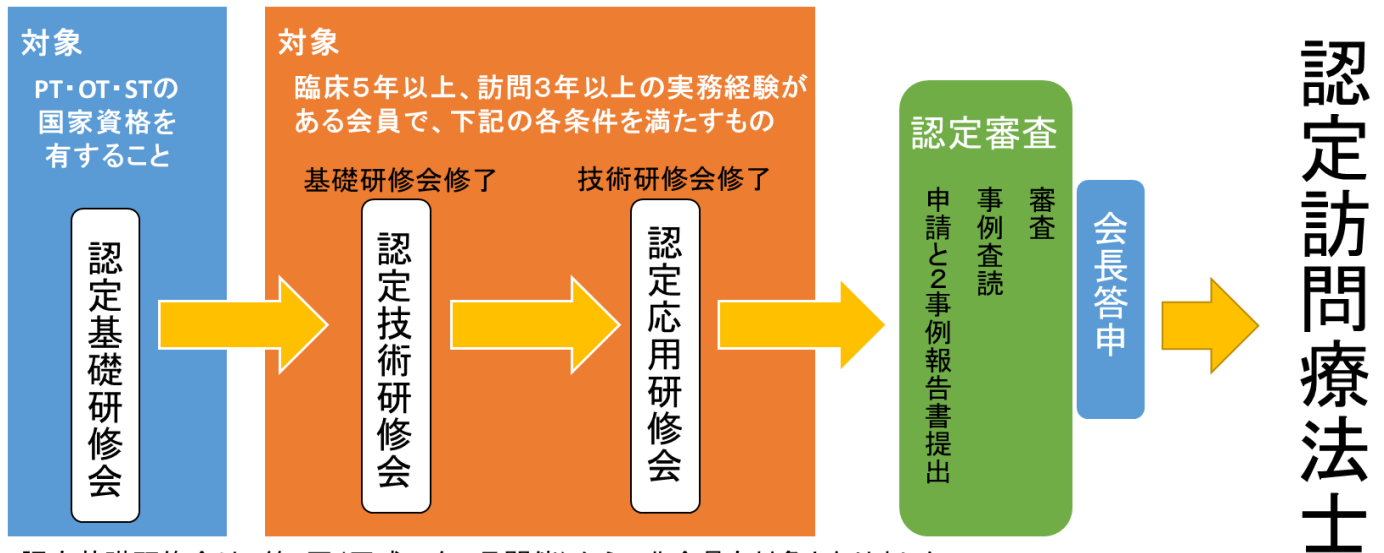 対象
PT・OT・STの
国家資格を
有すること
認定基礎研修会
対象
臨床5年以上、訪問3年以上の実務経験が
ある会員で、下記の各条件を満たすもの
基礎研修会修了
認定技術研修会
技術研修会修了
認定応用研修会
認定審査
申請と2事例報告書提出
事例査読
審査
会長答申
認定訪問療法士